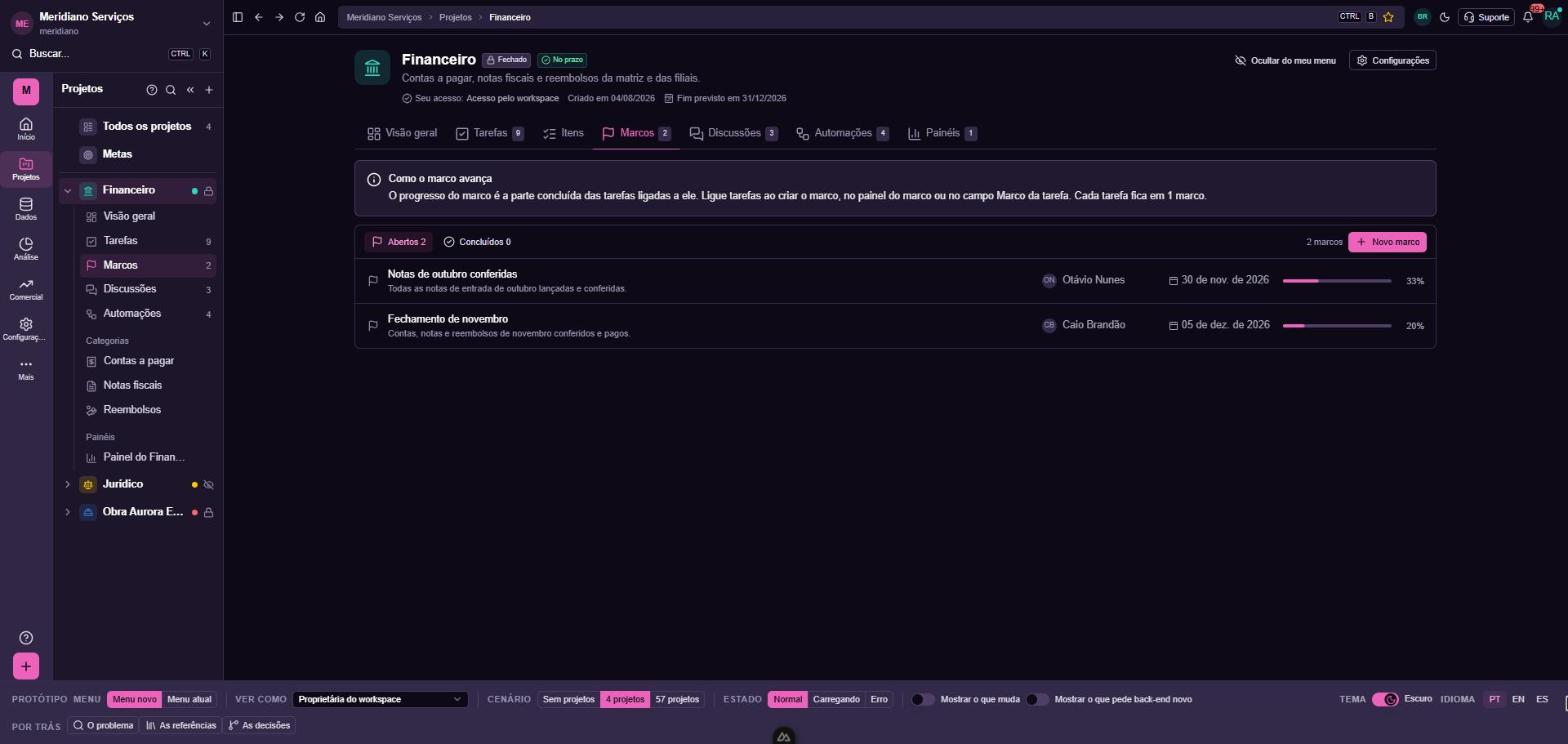 ME
Meridiano Serviços
meridiano
Buscar...
CTRL K
M
Início
Projetos
Dados
Análise
Comercial
Configuraç...
Mais
Projetos
Todos os projetos 4
Metas
Financeiro
Visão geral
Tarefas 9
Marcos 2
Discussões 3
Automações 4
Categorias
Contas a pagar
Notas fiscais
Reembolsos
Painéis
Painel do Finan...
Jurídico
Obra Aurora E...
Meridiano Serviços > Projetos > Financeiro
CTRL B
BR
Suporte
99+
RA
Financeiro Fechado No prazo
Contas a pagar, notas fiscais e reembolsos da matriz e das filiais.
Seu acesso: Acesso pelo workspace Criado em 04/08/2026 Fim previsto em 31/12/2026
Ocultar do meu menu
Configurações
Visão geral Tarefas 9 Itens Marcos 2 Discussões 3 Automações 4 Painéis 1
Como o marco avança
O progresso do marco é a parte concluída das tarefas ligadas a ele. Ligue tarefas ao criar o marco, no painel do marco ou no campo Marco da tarefa. Cada tarefa fica em 1 marco.
Abertos 2 Concluídos 0 2 marcos + Novo marco
Notas de outubro conferidas
Todas as notas de entrada de outubro lançadas e conferidas.
ON Otávio Nunes 30 de nov. de 2026 33%
Fechamento de novembro
Contas, notas e reembolsos de novembro conferidos e pagos.
CB Caio Brandão 05 de dez. de 2026 20%
PROTÓTIPO MENU Menu novo Menu atual VER COMO Proprietária do workspace CENÁRIO Sem projetos 4 projetos 57 projetos ESTADO Normal Carregando Erro Mostrar o que muda Mostrar o que pede back-end novo TEMA Escuro IDIOMA PT EN ES
POR TRÁS O problema As referências As decisões